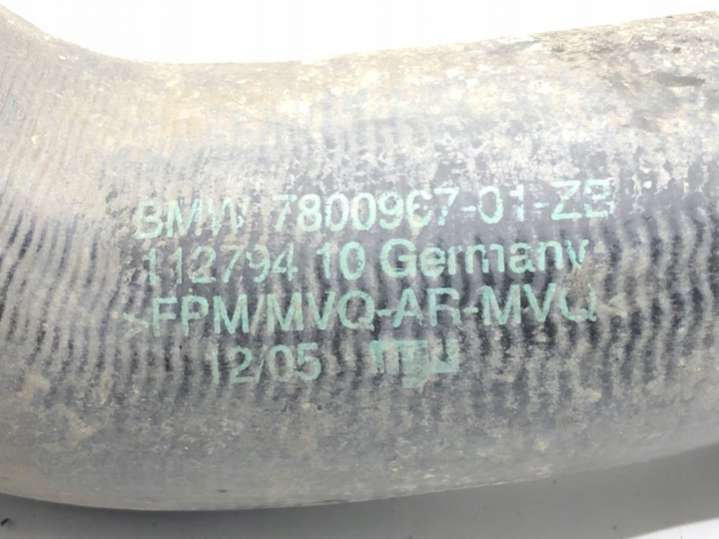 BMW 7800967-01-ZB
112794 10 Germany
>FPM/MVQ-AR-MVQ<
12/05